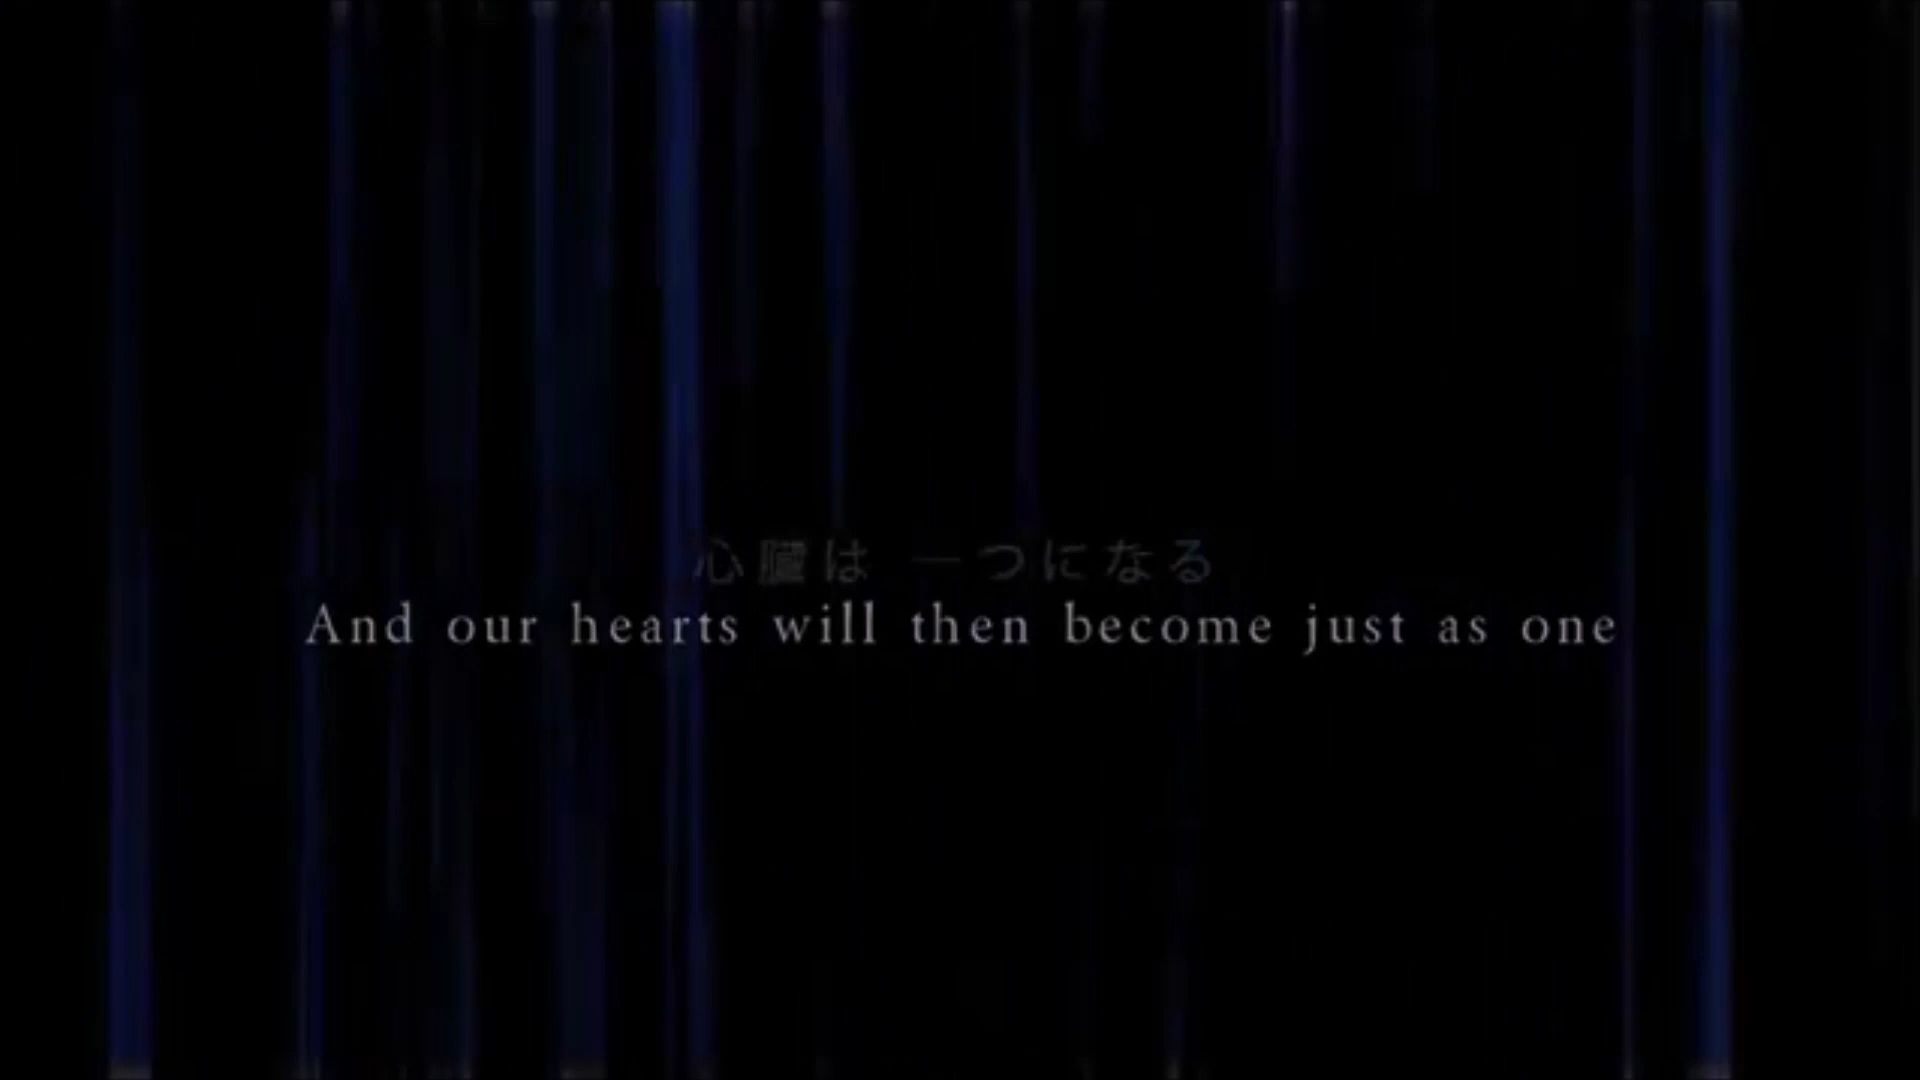 心臓は 一つになる
And our hearts will then become just as one